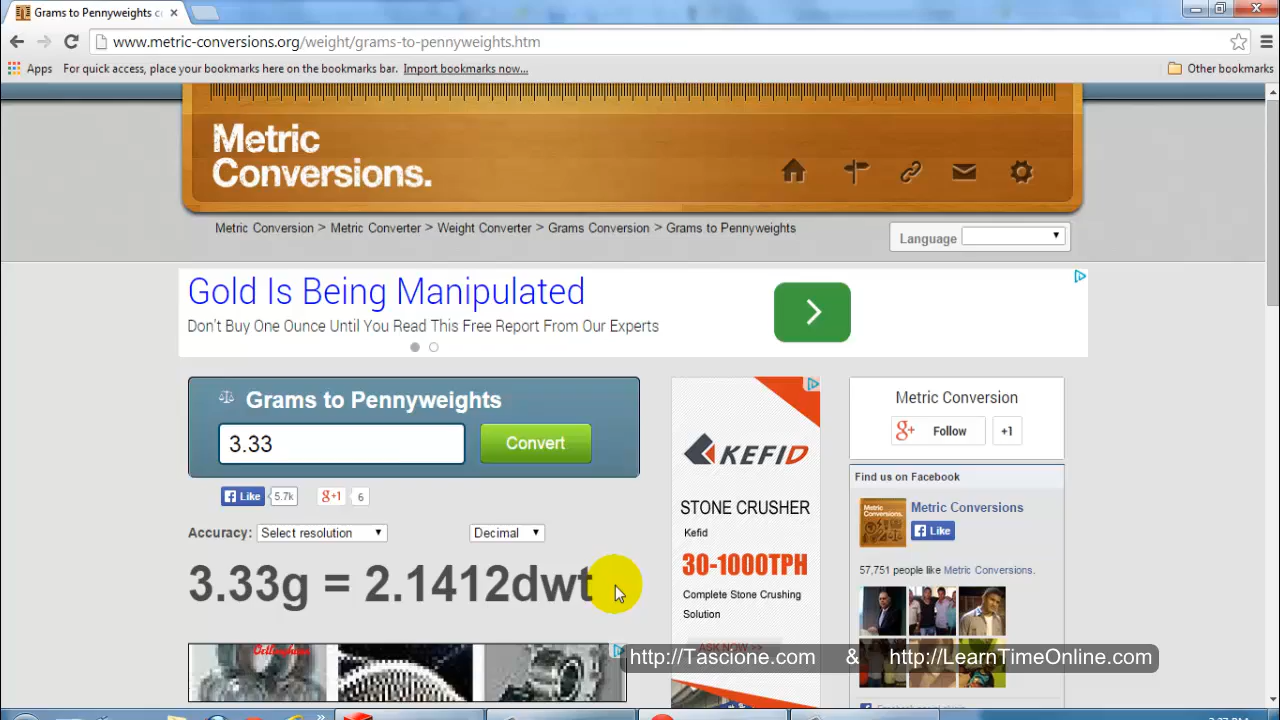 Grams to Pennyweights c
www.metric-conversions.org/weight/grams-to-pennyweights.htm
Apps For quick access, place your bookmarks here on the bookmarks bar. Import bookmarks now... Other bookmarks
Metric
Conversions.
Metric Conversion > Metric Converter > Weight Converter > Grams Conversion > Grams to Pennyweights
Language
Gold Is Being Manipulated
Don't Buy One Ounce Until You Read This Free Report From Our Experts
Grams to Pennyweights
3.33 Convert
Like 5.7k g+1 6
Accuracy: Select resolution Decimal
3.33g = 2.1412dwt
KEFID
STONE CRUSHER
Kefid
30-1000TPH
Complete Stone Crushing
Solution
ASK NOW >>
Metric Conversion
g+ Follow +1
Find us on Facebook
Metric
Conversions.
Metric Conversions
Like
57,751 people like Metric Conversions.
http://Tascione.com & http://LearnTimeOnline.com